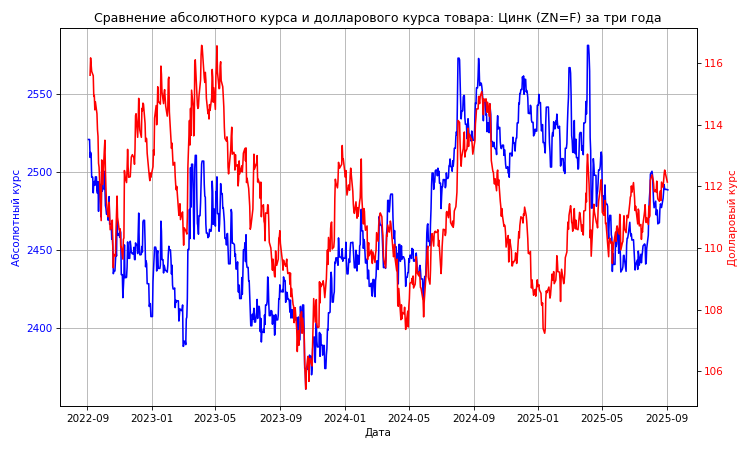 Сравнение абсолютного курса и долларового курса товара: Цинк (ZN=F) за три года
Абсолютный курс
2550
2500
2450
2400
116
114
112
110
108
106
Долларовый курс
2022-09 2023-01 2023-05 2023-09 2024-01 2024-05 2024-09 2025-01 2025-05 2025-09
Дата